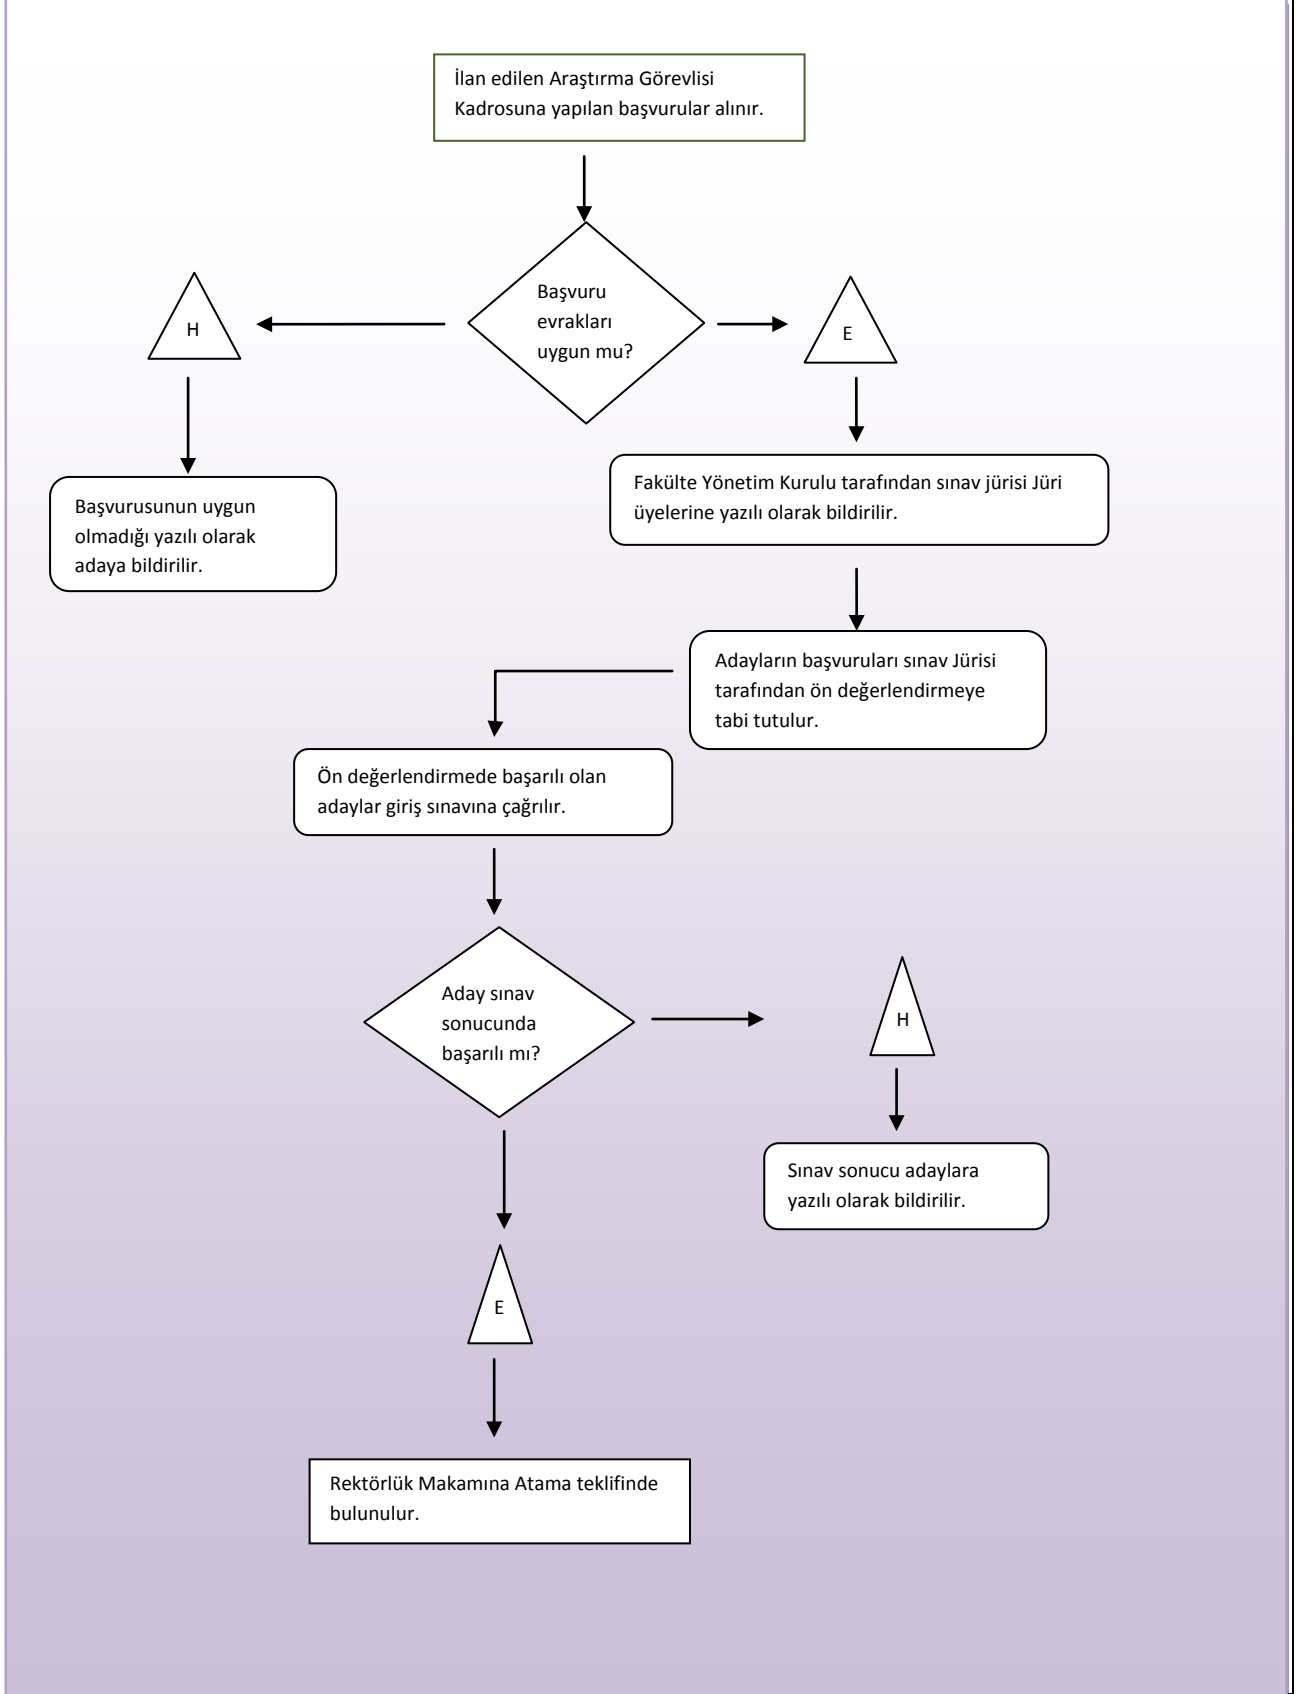 İlan edilen Araştırma Görevlisi
Kadrosuna yapılan başvurular alınır.
Başvuru
evrakları
uygun mu?
H
E
Başvurusunun uygun
olmadığı yazılı olarak
adaya bildirilir.
Fakülte Yönetim Kurulu tarafından sınav jürisi Jüri
üyelerine yazılı olarak bildirilir.
Adayların başvuruları sınav Jürisi
tarafından ön değerlendirmeye
tabi tutulur.
Ön değerlendirmede başarılı olan
adaylar giriş sınavına çağrılır.
Aday sınav
sonucunda
başarılı mı?
H
Sınav sonucu adaylara
yazılı olarak bildirilir.
E
Rektörlük Makamına Atama teklifinde
bulunulur.